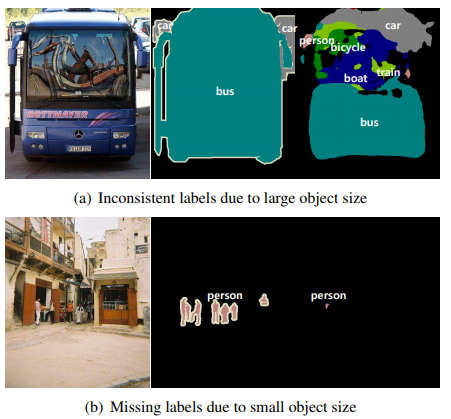 car
car
bus
ROTTMAYER
person
bicycle
car
train
boat
bus
(a) Inconsistent labels due to large object size
person
person
(b) Missing labels due to small object size